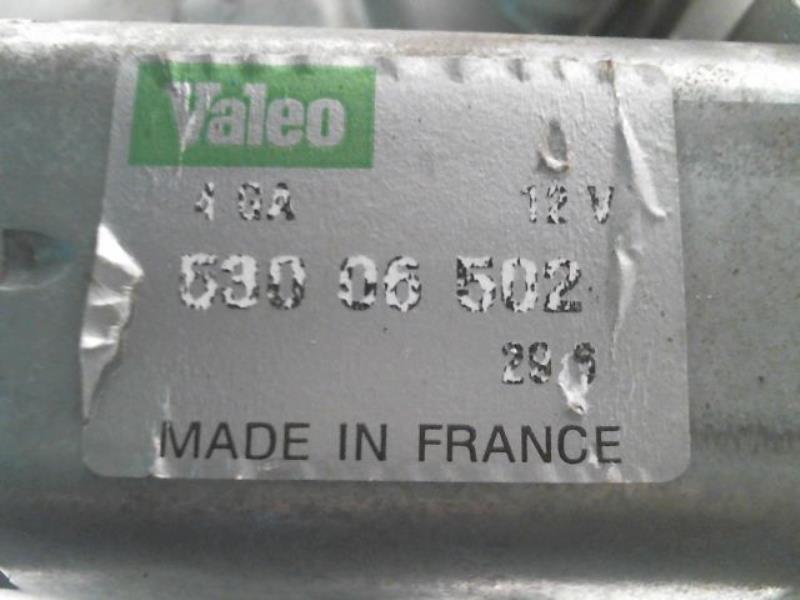 Valeo
12 V
530 06 502
MADE IN FRANCE